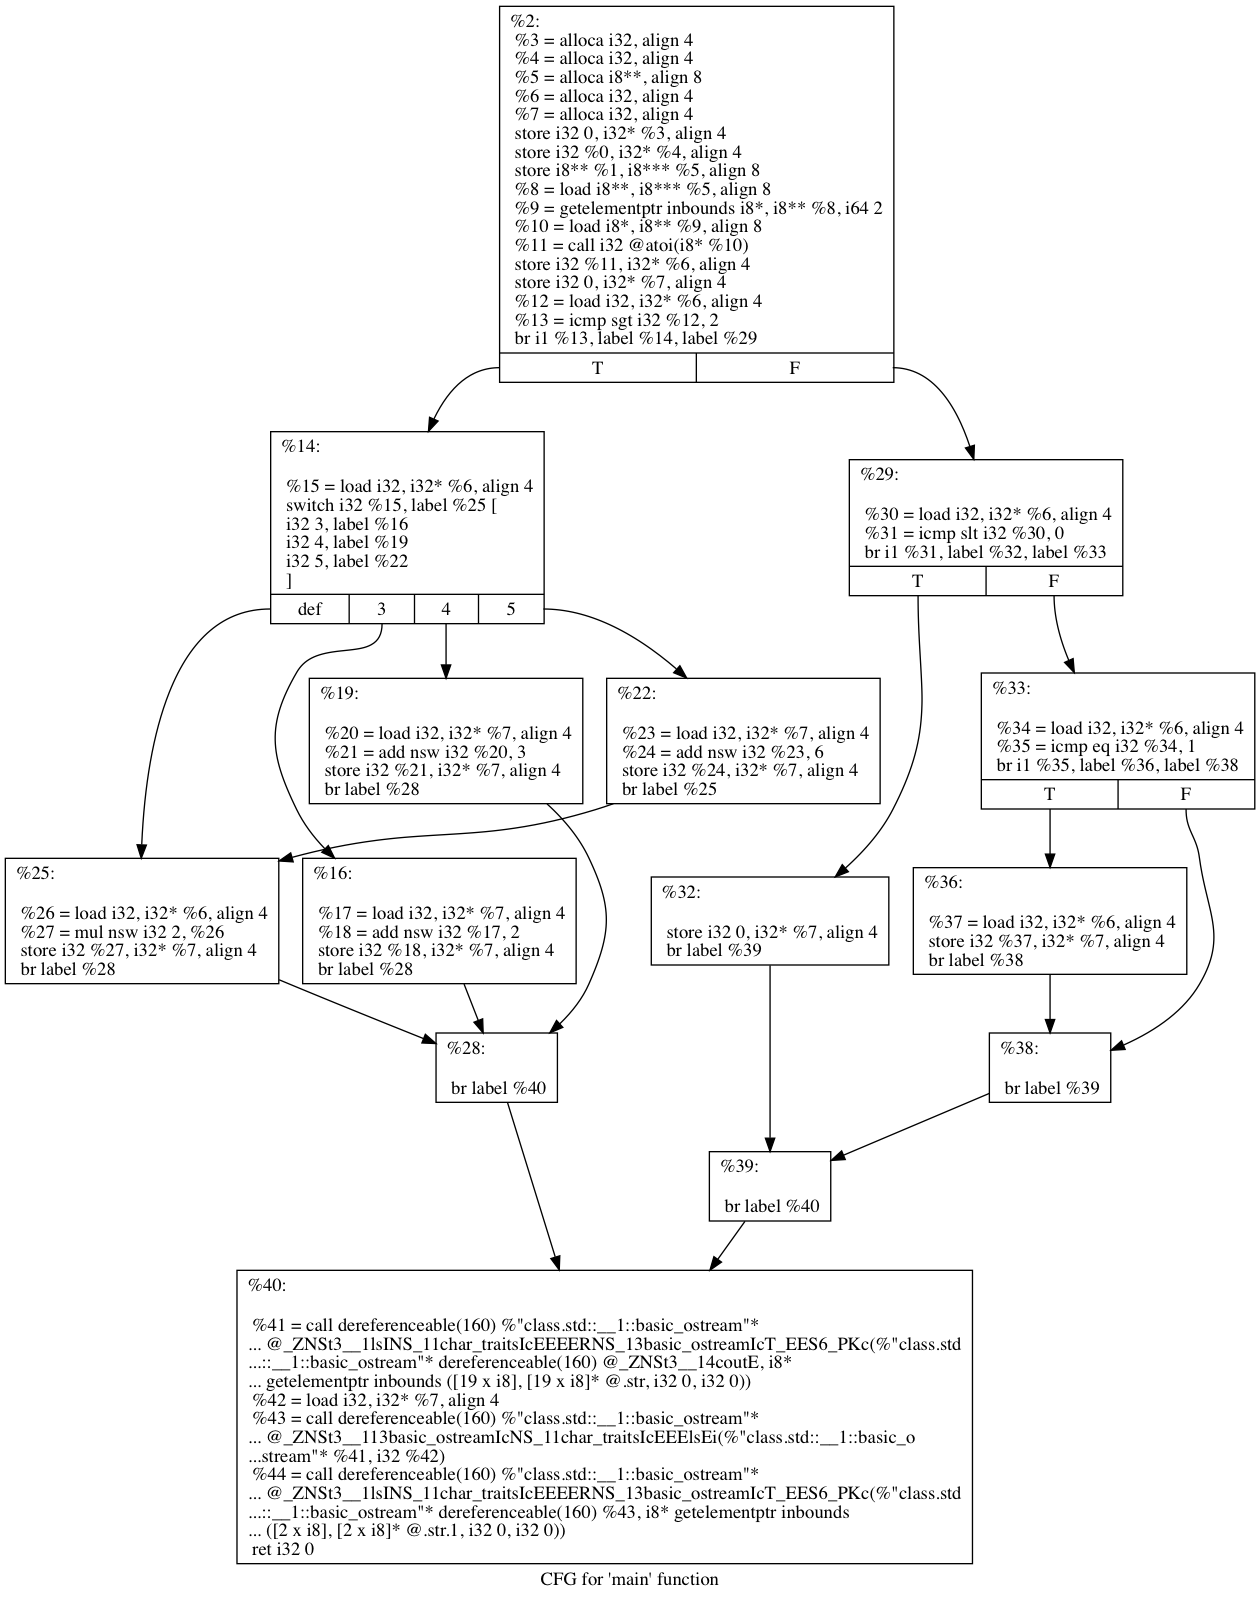 %2:
%3 = alloca i32, align 4
%4 = alloca i32, align 4
%5 = alloca i8**, align 8
%6 = alloca i32, align 4
%7 = alloca i32, align 4
store i32 0, i32* %3, align 4
store i32 %0, i32* %4, align 4
store i8** %1, i8*** %5, align 8
%8 = load i8**, i8*** %5, align 8
%9 = getelementptr inbounds i8*, i8** %8, i64 2
%10 = load i8*, i8** %9, align 8
%11 = call i32 @atoi(i8* %10)
store i32 %11, i32* %6, align 4
store i32 0, i32* %7, align 4
%12 = load i32, i32* %6, align 4
%13 = icmp sgt i32 %12, 2
br i1 %13, label %14, label %29
T F
%14:
%15 = load i32, i32* %6, align 4
switch i32 %15, label %25 [
i32 3, label %16
i32 4, label %19
i32 5, label %22
]
def 3 4 5
%29:
%30 = load i32, i32* %6, align 4
%31 = icmp slt i32 %30, 0
br i1 %31, label %32, label %33
T F
%19:
%20 = load i32, i32* %7, align 4
%21 = add nsw i32 %20, 3
store i32 %21, i32* %7, align 4
br label %28
%22:
%23 = load i32, i32* %7, align 4
%24 = add nsw i32 %23, 6
store i32 %24, i32* %7, align 4
br label %25
%33:
%34 = load i32, i32* %6, align 4
%35 = icmp eq i32 %34, 1
br i1 %35, label %36, label %38
T F
%25:
%26 = load i32, i32* %6, align 4
%27 = mul nsw i32 2, %26
store i32 %27, i32* %7, align 4
br label %28
%16:
%17 = load i32, i32* %7, align 4
%18 = add nsw i32 %17, 2
store i32 %18, i32* %7, align 4
br label %28
%32:
store i32 0, i32* %7, align 4
br label %39
%36:
%37 = load i32, i32* %6, align 4
store i32 %37, i32* %7, align 4
br label %38
%28:
br label %40
%38:
br label %39
%39:
br label %40
%40:
%41 = call dereferenceable(160) %"class.std::__1::basic_ostream"*
... @_ZNSt3__1lsINS_11char_traitsIcEEEERNS_13basic_ostreamIcT_EES6_PKc(%"class.std
...::__1::basic_ostream"* dereferenceable(160) @_ZNSt3__14coutE, i8*
... getelementptr inbounds ([19 x i8], [19 x i8]* @.str, i32 0, i32 0))
%42 = load i32, i32* %7, align 4
%43 = call dereferenceable(160) %"class.std::__1::basic_ostream"*
... @_ZNSt3__113basic_ostreamIcNS_11char_traitsIcEEElsEi(%"class.std::__1::basic_o
...stream"* %41, i32 %42)
%44 = call dereferenceable(160) %"class.std::__1::basic_ostream"*
... @_ZNSt3__1lsINS_11char_traitsIcEEEERNS_13basic_ostreamIcT_EES6_PKc(%"class.std
...::__1::basic_ostream"* dereferenceable(160) %43, i8* getelementptr inbounds
... ([2 x i8], [2 x i8]* @.str.1, i32 0, i32 0))
ret i32 0
CFG for 'main' function